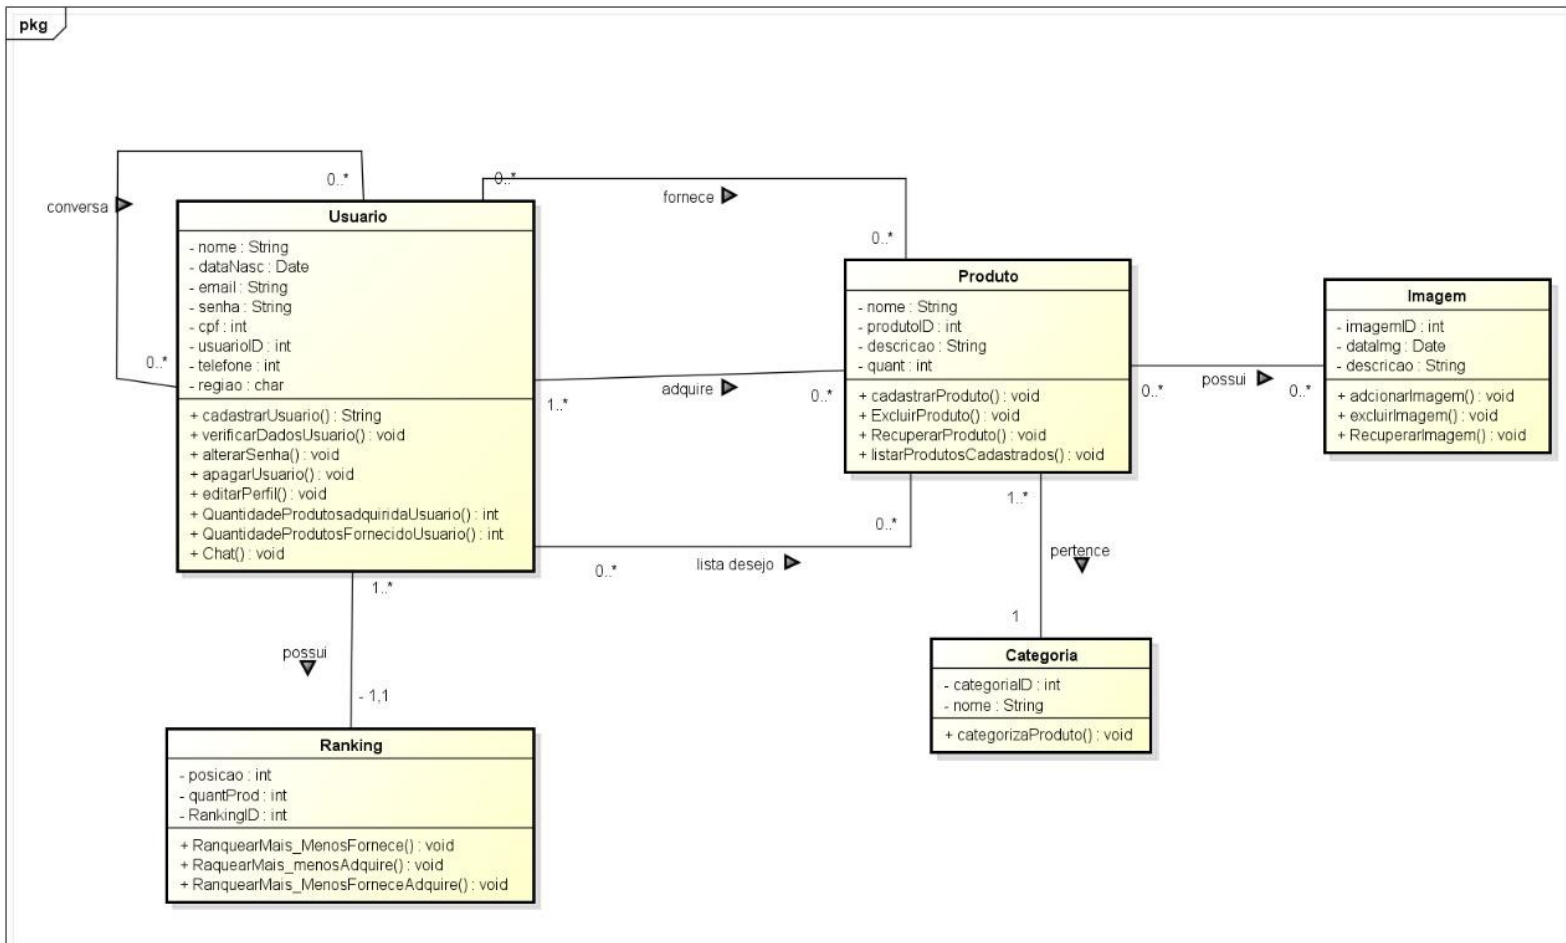 pkg
0..*
conversa
0..*
Usuario
- nome : String
- dataNasc : Date
- email : String
- senha : String
- cpf : int
- usuarioID : int
- telefone : int
- regiao : char
+ cadastrarUsuario() : String
+ verificarDadosUsuario() : void
+ alterarSenha() : void
+ apagarUsuario() : void
+ editarPerfil() : void
+ QuantidadeProdutosadquiridaUsuario() : int
+ QuantidadeProdutosFornecidoUsuario() : int
+ Chat() : void
0..*
fornece
0..*
Produto
- nome : String
- produtoID : int
- descricao : String
- quant : int
+ cadastrarProduto() : void
+ ExcluirProduto() : void
+ RecuperarProduto() : void
+ listarProdutosCadastrados() : void
1..*
adquire
0..*
0..*
possui
0..*
Imagem
- imagemID : int
- dataImg : Date
- descricao : String
+ adcionarImagem() : void
+ excluirImagem() : void
+ RecuperarImagem() : void
0..*
lista desejo
0..*
1..*
pertence
1
Categoria
- categoriaID : int
- nome : String
+ categorizaProduto() : void
1..*
possui
- 1,1
Ranking
- posicao : int
- quantProd : int
- RankingID : int
+ RanquearMais_MenosFornece() : void
+ RaquearMais_menosAdquire() : void
+ RanquearMais_MenosForneceAdquire() : void